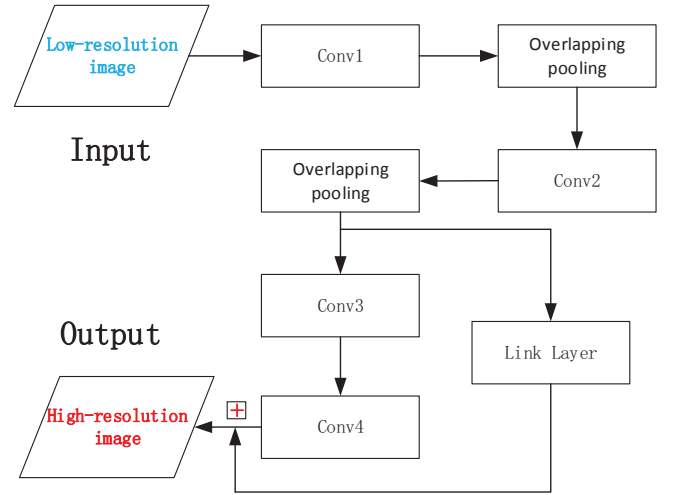 Low-resolution
image
Conv1
Overlapping
pooling
Input
Overlapping
pooling
Conv2
Conv3
Output
Link Layer
High-resolution
image
+
Conv4